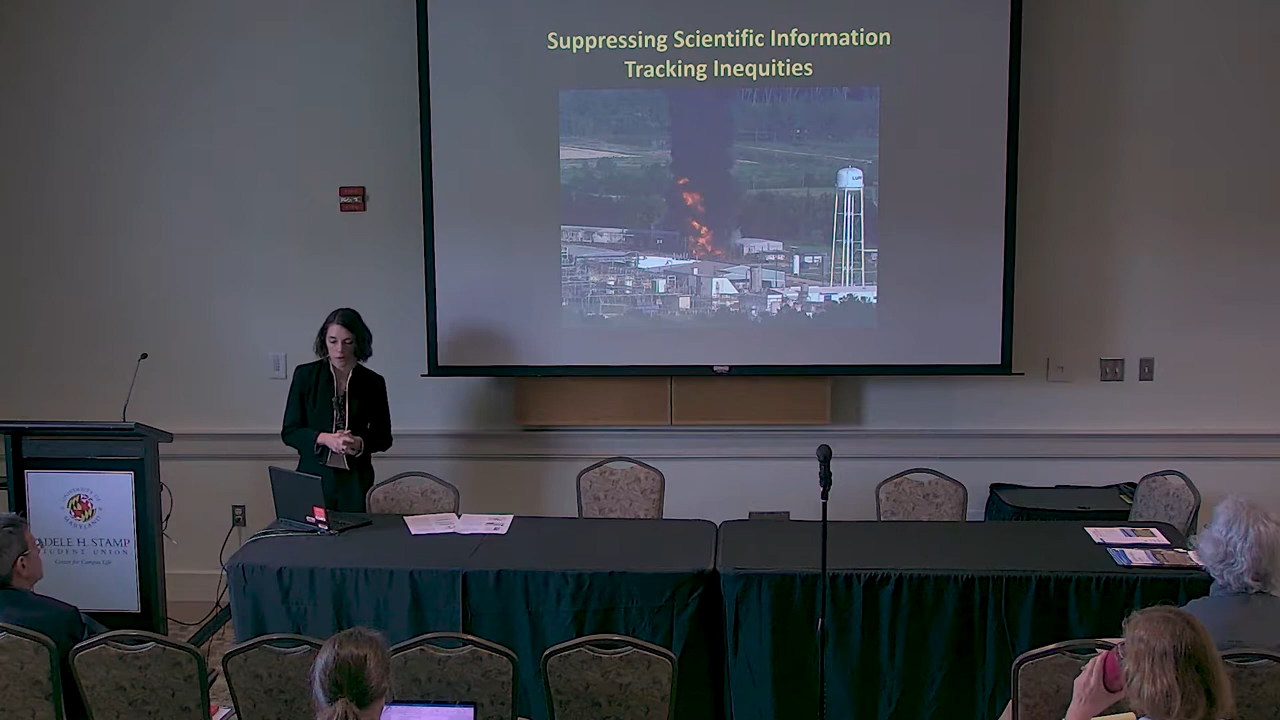 Suppressing Scientific Information
Tracking Inequities
ADELE H. STAMP
STUDENT UNION
Center for Campus Life